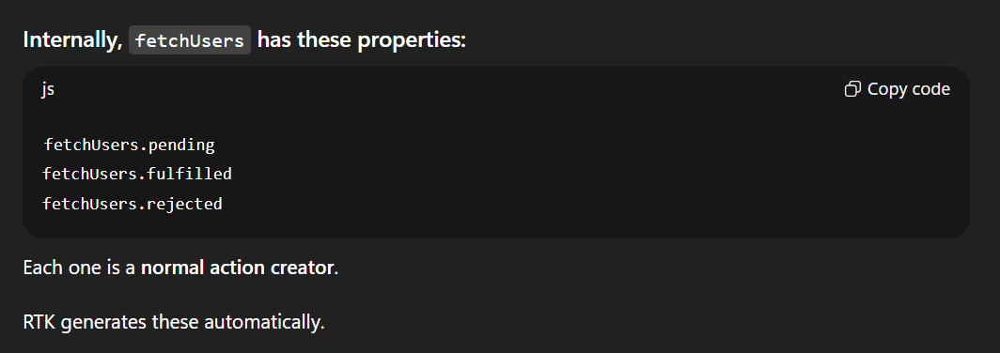 Internally, fetchUsers has these properties:
js
Copy code
fetchUsers.pending
fetchUsers.fulfilled
fetchUsers.rejected
Each one is a normal action creator.
RTK generates these automatically.